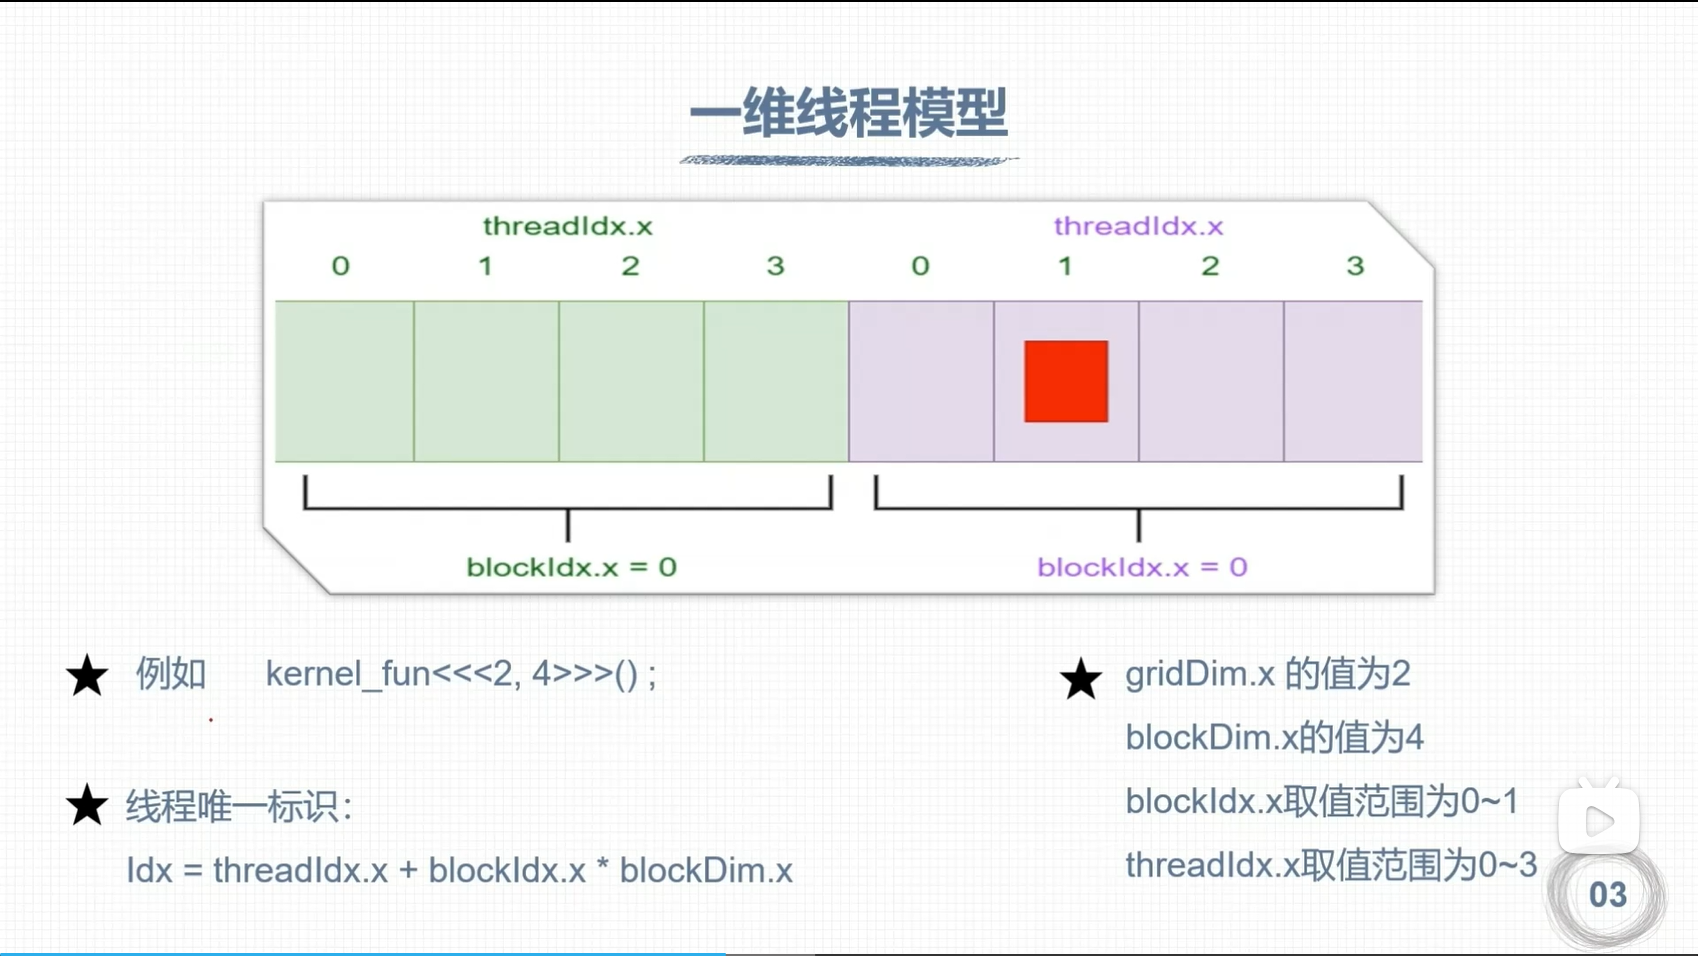 一维线程模型
threadIdx.x threadIdx.x
0 1 2 3 0 1 2 3
blockIdx.x = 0 blockIdx.x = 0
★ 例如 kernel_fun<<<2, 4>>>() ;
★ 线程唯一标识：
Idx = threadIdx.x + blockIdx.x * blockDim.x
★ gridDim.x 的值为2
blockDim.x的值为4
blockIdx.x取值范围为0~1
threadIdx.x取值范围为0~3
03